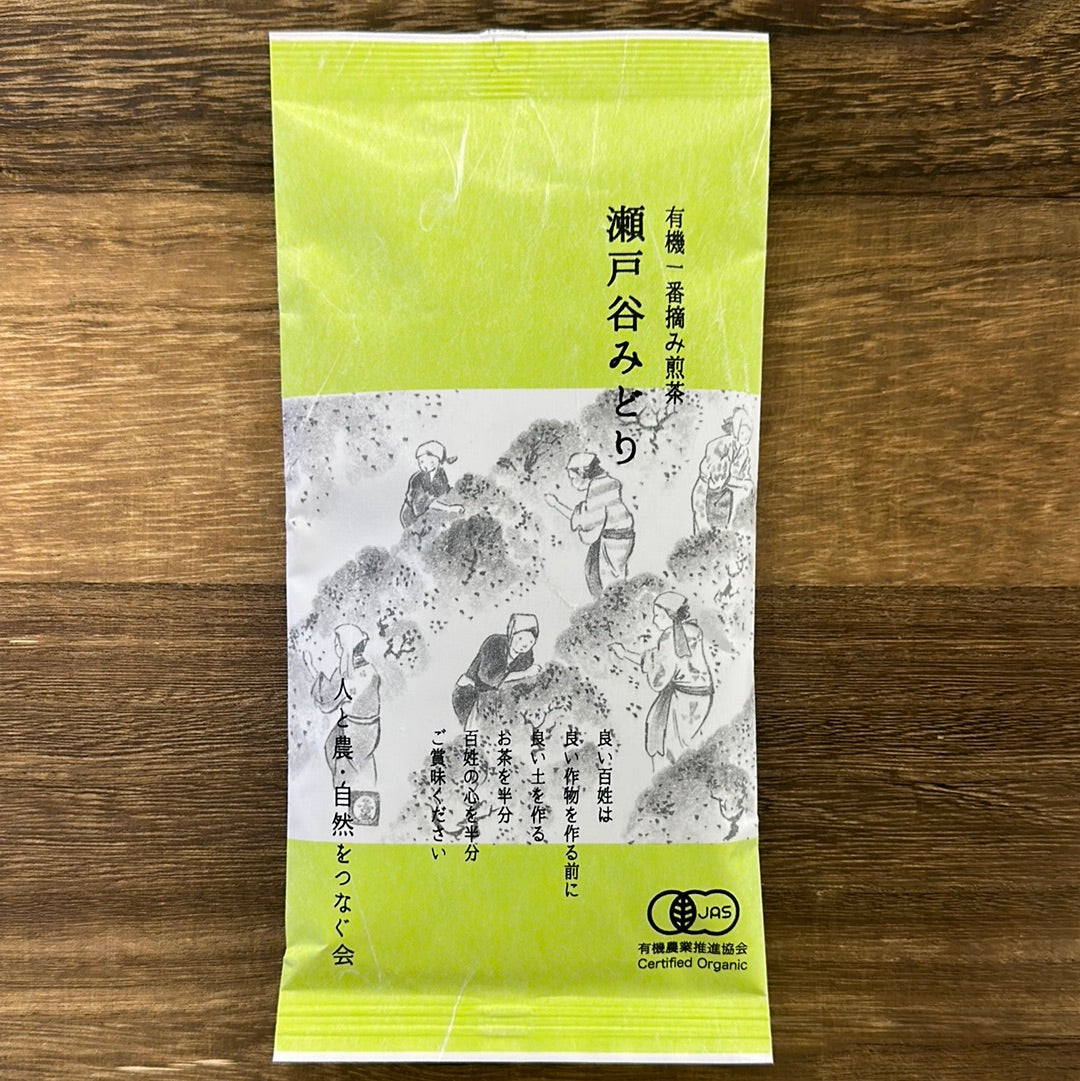 有機一番摘み煎茶
瀬戸谷みどり
良い百姓は
良い作物を作る前に
良い土を作る
お茶を半分
百姓の心を半分
ご賞味ください
人と農・自然をつなぐ会
JAS
有機農業推進協会
Certified Organic